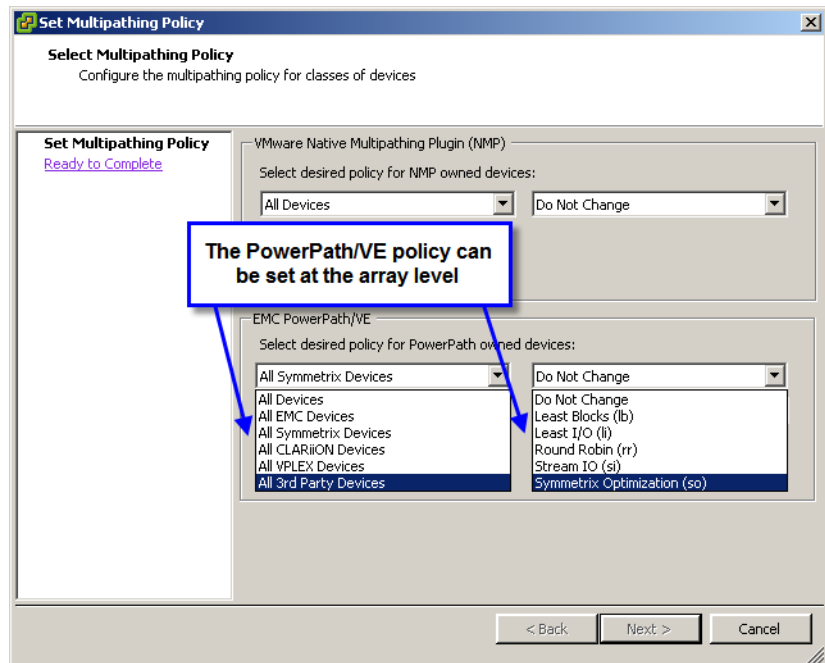 Set Multipathing Policy
Select Multipathing Policy
Configure the multipathing policy for classes of devices
Set Multipathing Policy
Ready to Complete
VMware Native Multipathing Plugin (NMP)
Select desired policy for NMP owned devices:
All Devices
Do Not Change
The PowerPath/VE policy can
be set at the array level
EMC PowerPath/VE
Select desired policy for PowerPath owned devices:
All Symmetrix Devices
Do Not Change
All Devices
All EMC Devices
All Symmetrix Devices
All CLARiiON Devices
All VPLEX Devices
All 3rd Party Devices
Do Not Change
Least Blocks (lb)
Least I/O (li)
Round Robin (rr)
Stream IO (si)
Symmetrix Optimization (so)
< Back
Next >
Cancel